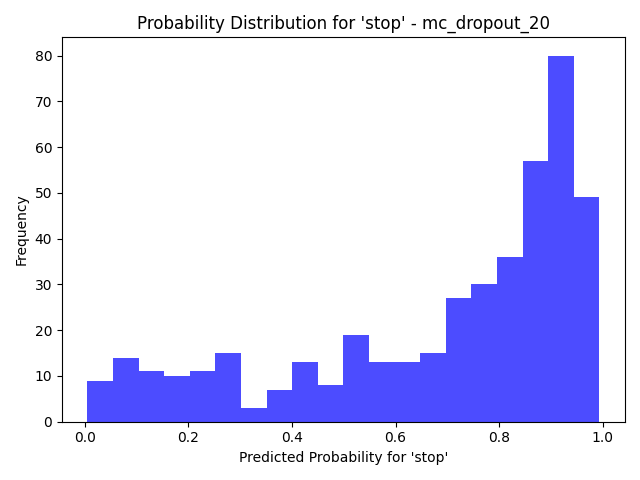 Probability Distribution for 'stop' - mc_dropout_20
80
70
60
50
40
30
20
10
0
Frequency
0.0 0.2 0.4 0.6 0.8 1.0
Predicted Probability for 'stop'